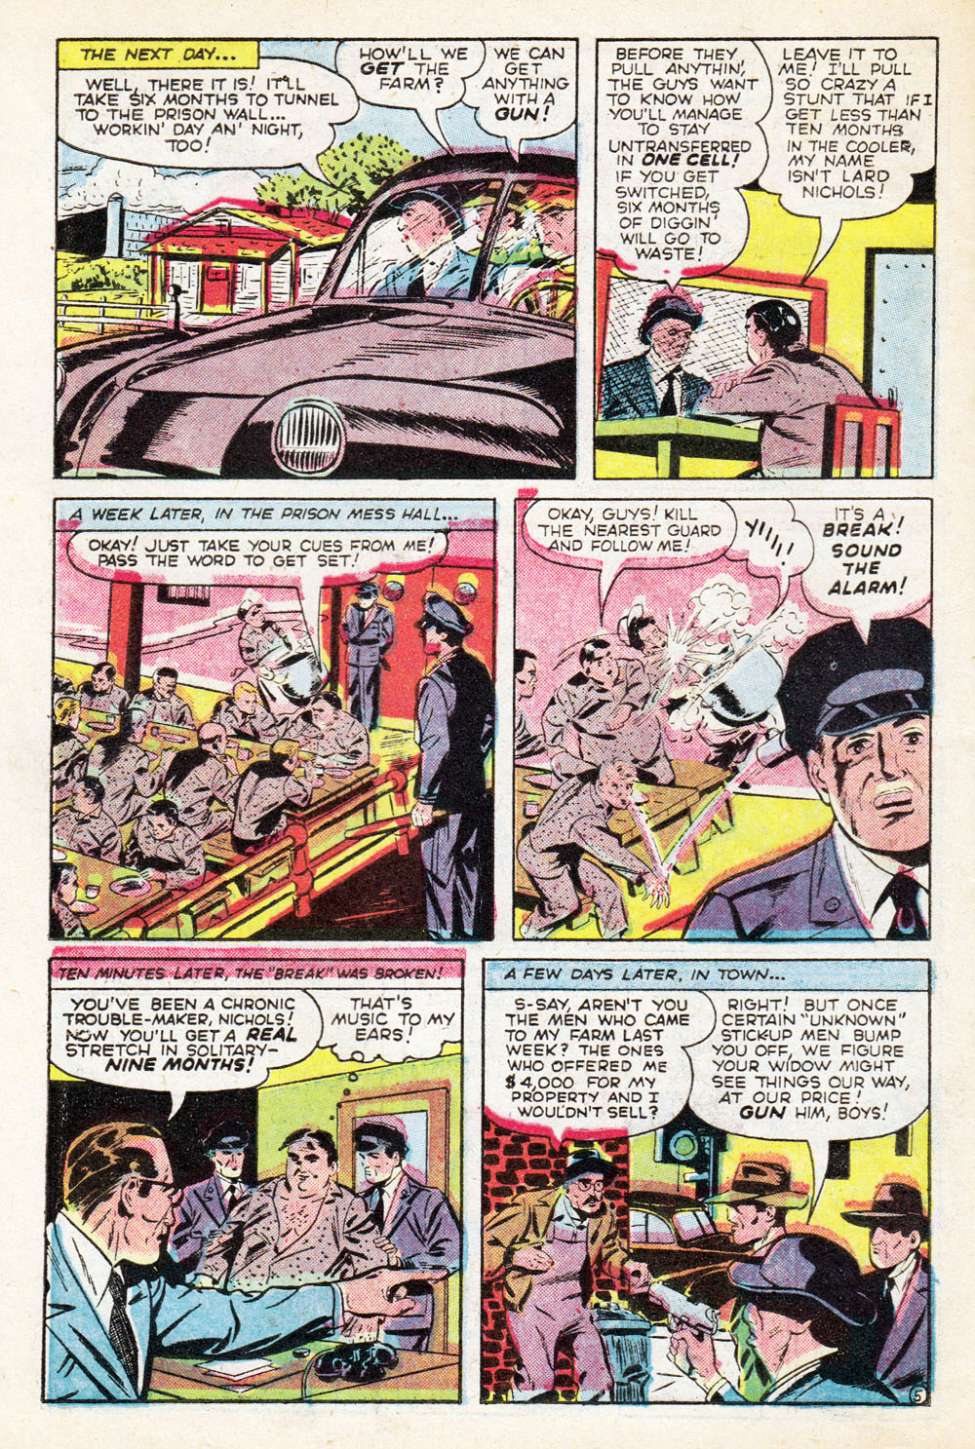 THE NEXT DAY...
WELL, THERE IT IS! IT'LL
TAKE SIX MONTHS TO TUNNEL
TO THE PRISON WALL...
WORKIN' DAY AN' NIGHT,
TOO!
HOW'LL WE
GET THE
FARM?
WE CAN
GET
ANYTHING
WITH A
GUN!
BEFORE THEY
PULL ANYTHIN',
THE GUYS WANT
TO KNOW HOW
YOU'LL MANAGE
TO STAY
UNTRANSFERRED
IN ONE CELL!
IF YOU GET
SWITCHED,
SIX MONTHS
OF DIGGIN'
WILL GO TO
WASTE!
LEAVE IT TO
ME! I'LL PULL
SO CRAZY A
STUNT THAT IF I
GET LESS THAN
TEN MONTHS
IN THE COOLER,
MY NAME
ISN'T LARD
NICHOLS!
A WEEK LATER, IN THE PRISON MESS HALL...
OKAY! JUST TAKE YOUR CUES FROM ME!
PASS THE WORD TO GET SET!
OKAY, GUYS! KILL
THE NEAREST GUARD
AND FOLLOW ME!
YIIII!
IT'S A
BREAK!
SOUND
THE
ALARM!
TEN MINUTES LATER, THE "BREAK" WAS BROKEN!
YOU'VE BEEN A CHRONIC
TROUBLE-MAKER, NICHOLS!
NOW YOU'LL GET A REAL
STRETCH IN SOLITARY-
NINE MONTHS!
THAT'S
MUSIC TO MY
EARS!
A FEW DAYS LATER, IN TOWN...
S-SAY, AREN'T YOU
THE MEN WHO CAME
TO MY FARM LAST
WEEK? THE ONES
WHO OFFERED ME
$4,000 FOR MY
PROPERTY AND I
WOULDN'T SELL?
RIGHT! BUT ONCE
CERTAIN "UNKNOWN"
STICK-UP MEN BUMP
YOU OFF, WE FIGURE
YOUR WIDOW MIGHT
SEE THINGS OUR WAY,
AT OUR PRICE!
GUN HIM, BOYS!
5